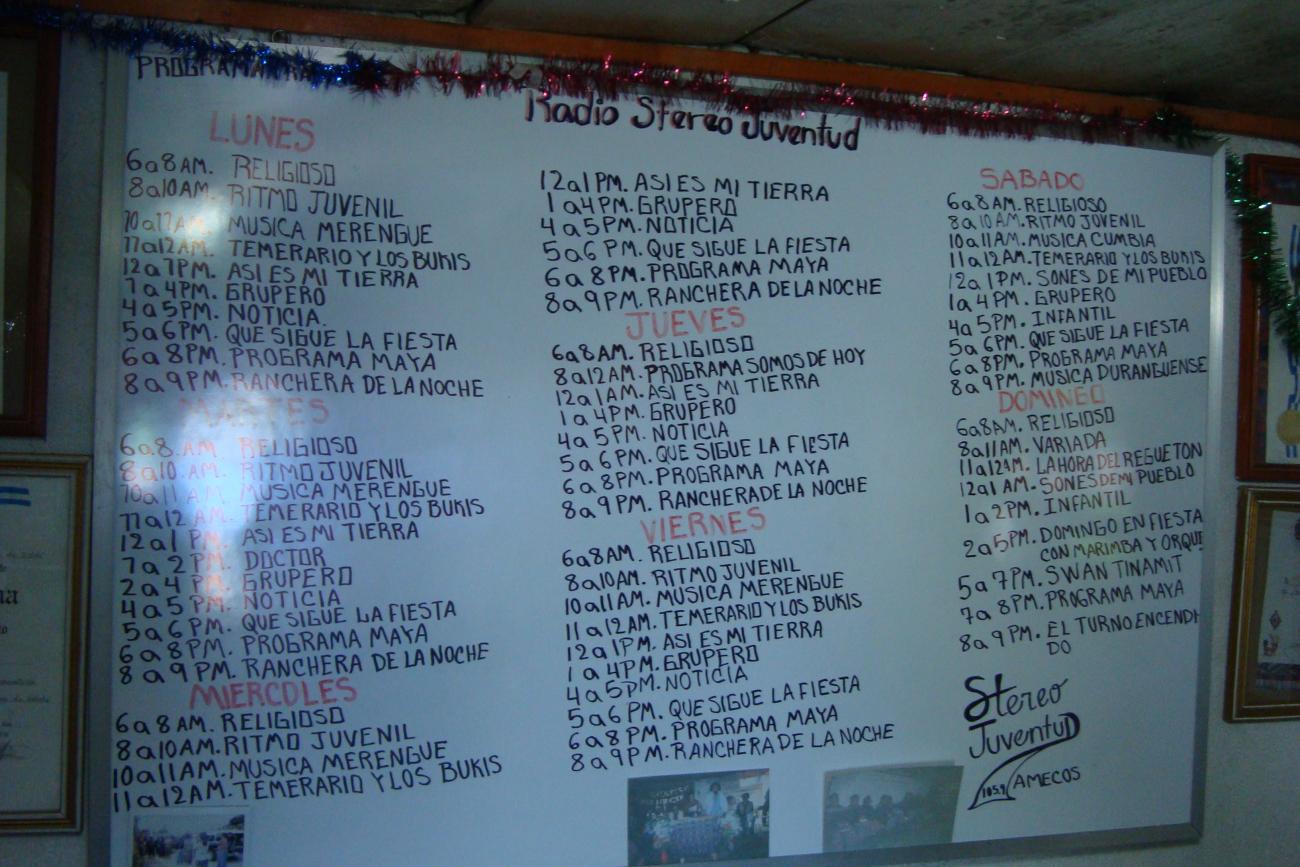 Radio Stereo Juventud
LUNES
6a8AM. RELIGIOSO
8a10AM. RITMO JUVENIL
10a11AM. MUSICA MERENGUE
11a12AM. TEMERARIO Y LOS BUKIS
12a1PM. ASI ES MI TIERRA
1a4PM. GRUPERO
4a5PM. NOTICIA.
5a6PM. QUE SIGUE LA FIESTA
6a8PM. PROGRAMA MAYA
8a9PM. RANCHERA DE LA NOCHE
MARTES
6a8.AM. RELIGIOSO
8a10.AM. RITMO JUVENIL
10a11AM. MUSICA MERENGUE
11a12AM. TEMERARIO Y LOS BUKIS
12a1PM. ASI ES MI TIERRA
1a2PM. DOCTOR
2a4PM. GRUPERO
4a5PM. NOTICIA
5a6PM. QUE SIGUE LA FIESTA
6a8PM. PROGRAMA MAYA
8a9PM. RANCHERA DE LA NOCHE
MIERCOLES
6a8AM. RELIGIOSO
8a10AM. RITMO JUVENIL
10a11AM. MUSICA MERENGUE
11a12AM. TEMERARIO Y LOS BUKIS
12a1PM. ASI ES MI TIERRA
1a4PM. GRUPERO
4a5PM. NOTICIA
5a6PM. QUE SIGUE LA FIESTA
6a8PM. PROGRAMA MAYA
8a9PM. RANCHERA DE LA NOCHE
JUEVES
6a8AM. RELIGIOSO
8a12AM. PROGRAMA SOMOS DE HOY
12a1AM. ASI ES MI TIERRA
1a4PM. GRUPERO
4a5PM. NOTICIA
5a6PM. QUE SIGUE LA FIESTA
6a8PM. PROGRAMA MAYA
8a9PM. RANCHERA DE LA NOCHE
VIERNES
6a8AM. RELIGIOSO
8a10AM. RITMO JUVENIL
10a11AM. MUSICA MERENGUE
11a12AM. TEMERARIO Y LOS BUKIS
12a1PM. ASI ES MI TIERRA
1a4PM. GRUPERO
4a5PM. NOTICIA
5a6PM. QUE SIGUE LA FIESTA
6a8PM. PROGRAMA MAYA
8a9PM. RANCHERA DE LA NOCHE
SABADO
6a8AM. RELIGIOSO
8a10AM. RITMO JOVENIL
10a11AM. MUSICA CUMBIA
11a12AM. TEMERARIO Y LOS BUKIS
12a1PM. SONES DE MI PUEBLO
1a4PM. GRUPERO
4a5PM. INFANTIL
5a6PM. QUE SIGUE LA FIESTA
6a8PM. PROGRAMA MAYA
8a9PM. MUSICA DURANGUENSE
DOMINGO
6a8AM. RELIGIOSO
8a11AM. VARIADA
11a12AM. LA HORA DEL REGUETON
12a1AM. SONES DE MI PUEBLO
1a2PM. INFANTIL
2a5PM. DOMINGO EN FIESTA
CON MARIMBA Y ORQUE
5a7PM. SWAN TINAMIT
7a8PM. PROGRAMA MAYA
8a9PM. EL TURNO ENCENDI
DO
Stereo
Juventud
105.9 AMECOS